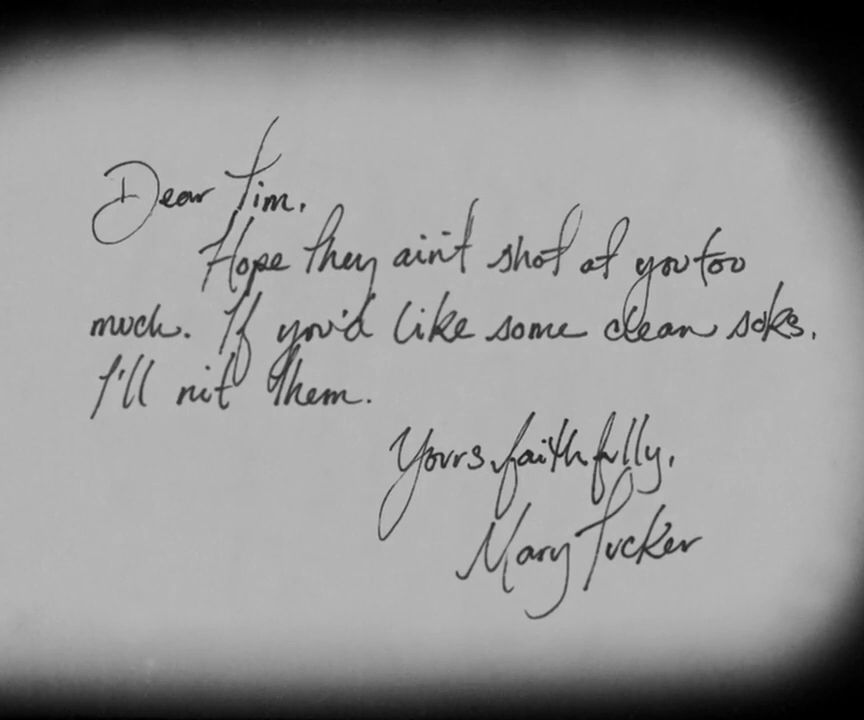 Dear Tim,
Hope they ain't shot at you too
much. If you'd like some clean soks,
I'll nit them.
Yours faithfully,
Mary Tucker